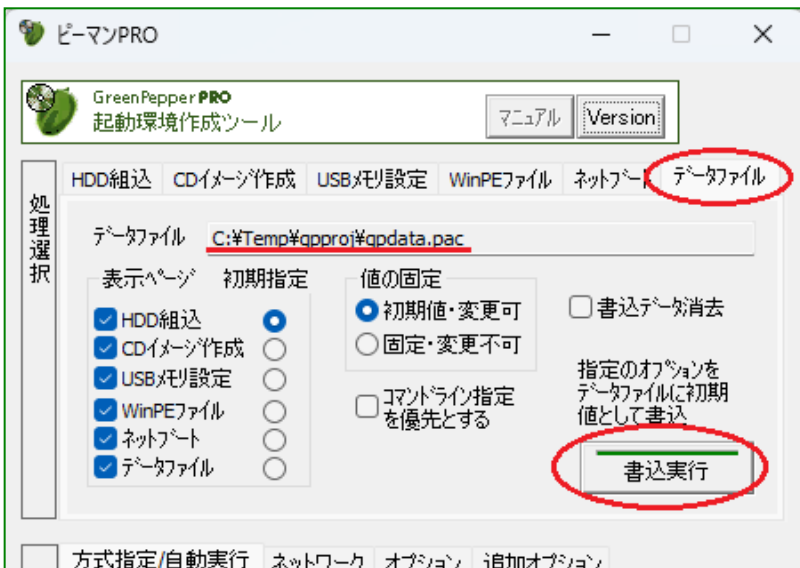 ピーマンPRO
GreenPepper PRO
起動環境作成ツール
マニュアル
Version
処理選択
HDD組込
CDイメージ作成
USBメモリ設定
WinPEファイル
ネットブート
データファイル
データファイル
C:¥Temp¥gpproj¥gpdata.pac
表示ページ
初期指定
HDD組込
CDイメージ作成
USBメモリ設定
WinPEファイル
ネットブート
データファイル
値の固定
初期値・変更可
固定・変更不可
コマンドライン指定
を優先とする
書込データ消去
指定のオプションを
データファイルに初期
値として書込
書込実行
方式指定/自動実行
ネットワーク
オプション
追加オプション